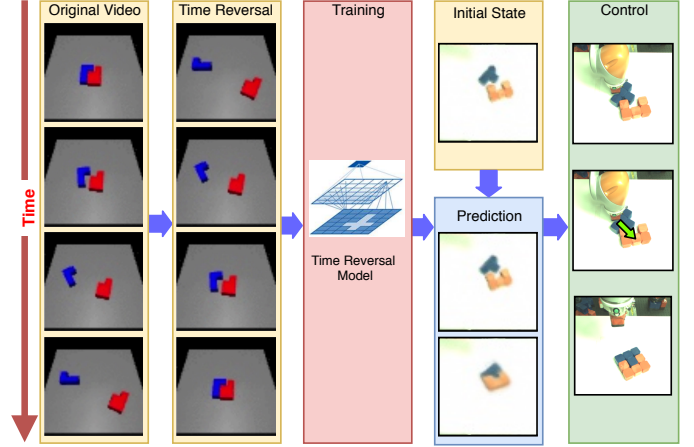 Original Video
Time Reversal
Training
Initial State
Control
Time
Prediction
Time Reversal
Model